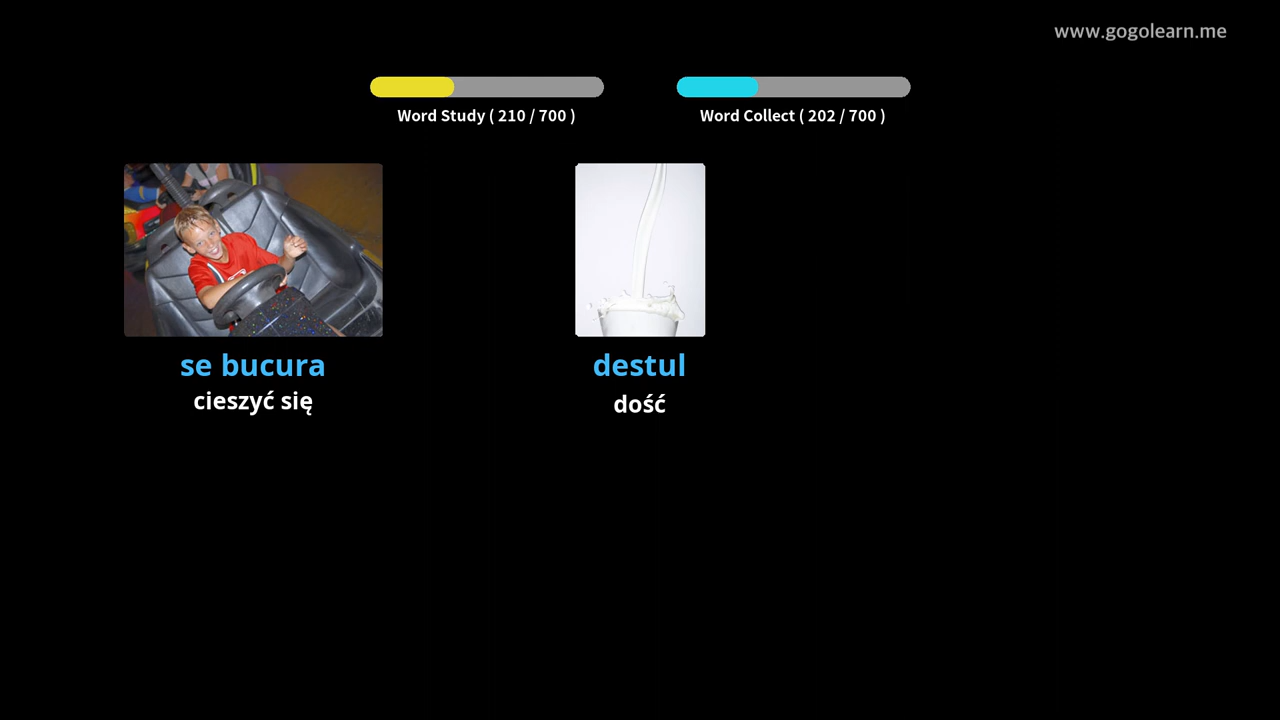 www.gogolearn.me
Word Study ( 210 / 700 )
Word Collect ( 202 / 700 )
se bucura
cieszyć się
destul
dość